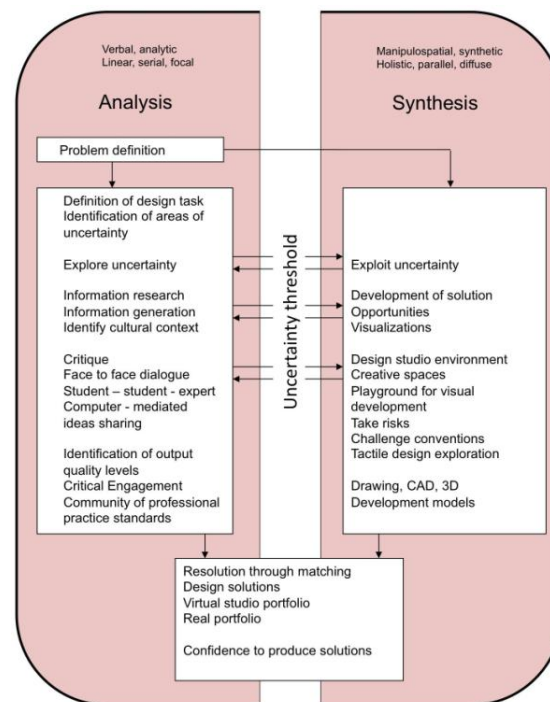 Verbal, analytic
Linear, serial, focal
Analysis
Manipulospatial, synthetic
Holistic, parallel, diffuse
Synthesis
Problem definition
Definition of design task
Identification of areas of
uncertainty
Explore uncertainty
Information research
Information generation
Identify cultural context
Critique
Face to face dialogue
Student – student - expert
Computer - mediated
ideas sharing
Identification of output
quality levels
Critical Engagement
Community of professional
practice standards
Uncertainty threshold
Exploit uncertainty
Development of solution
Opportunities
Visualizations
Design studio environment
Creative spaces
Playground for visual
development
Take risks
Challenge conventions
Tactile design exploration
Drawing, CAD, 3D
Development models
Resolution through matching
Design solutions
Virtual studio portfolio
Real portfolio
Confidence to produce solutions